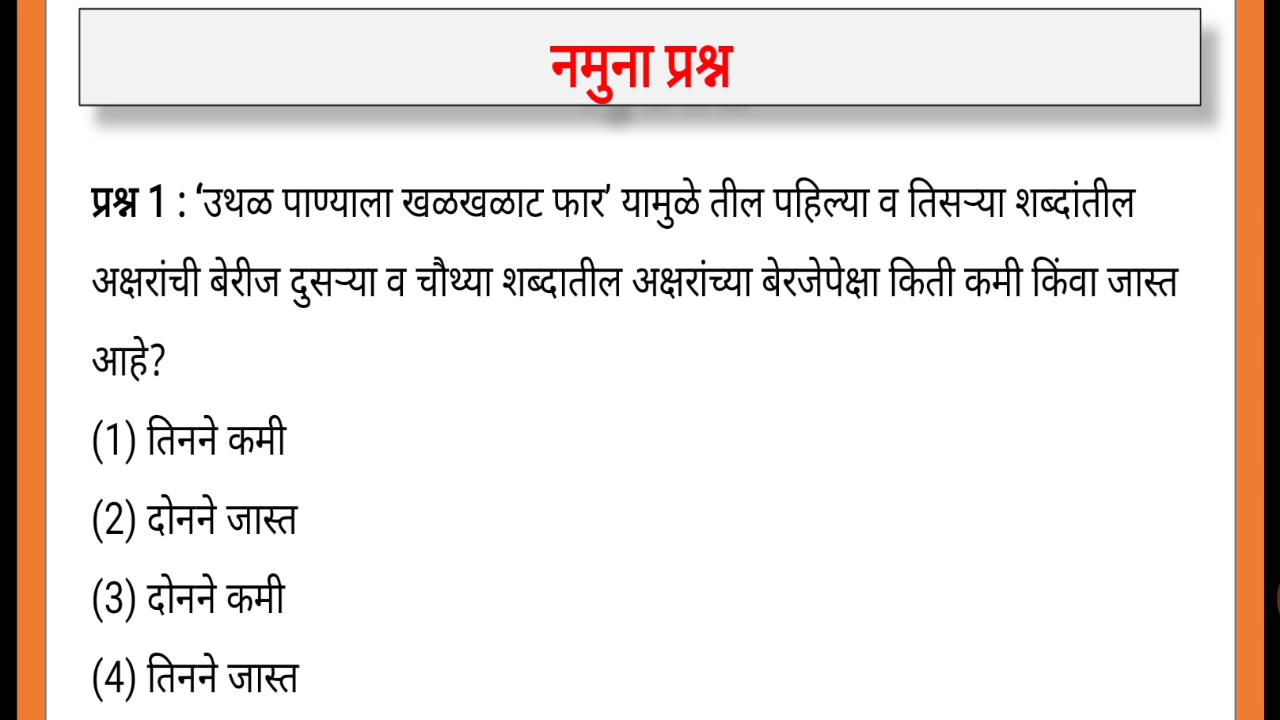 नमुना प्रश्न
प्रश्न 1 : ‘उथळ पाण्याला खळखळाट फार’ यामुळे तील पहिल्या व तिसऱ्या शब्दांतील
अक्षरांची बेरीज दुसऱ्या व चौथ्या शब्दातील अक्षरांच्या बेरजेपेक्षा किती कमी किंवा जास्त
आहे?
(1) तिनने कमी
(2) दोनने जास्त
(3) दोनने कमी
(4) तिनने जास्त